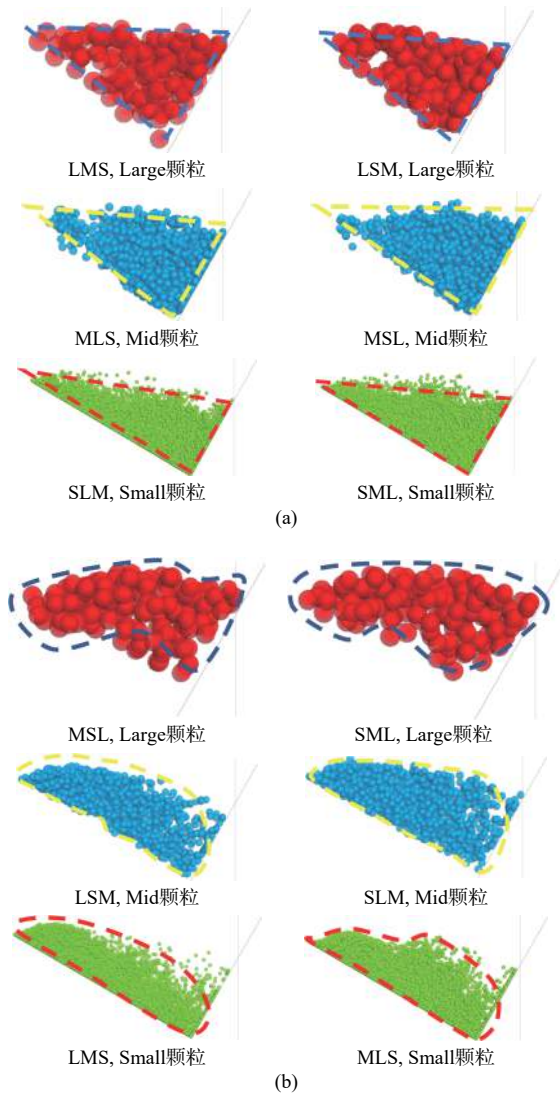 LMS, Large颗粒
LSM, Large颗粒
MLS, Mid颗粒
MSL, Mid颗粒
SLM, Small颗粒
SML, Small颗粒
(a)
MSL, Large颗粒
SML, Large颗粒
LSM, Mid颗粒
SLM, Mid颗粒
LMS, Small颗粒
MLS, Small颗粒
(b)